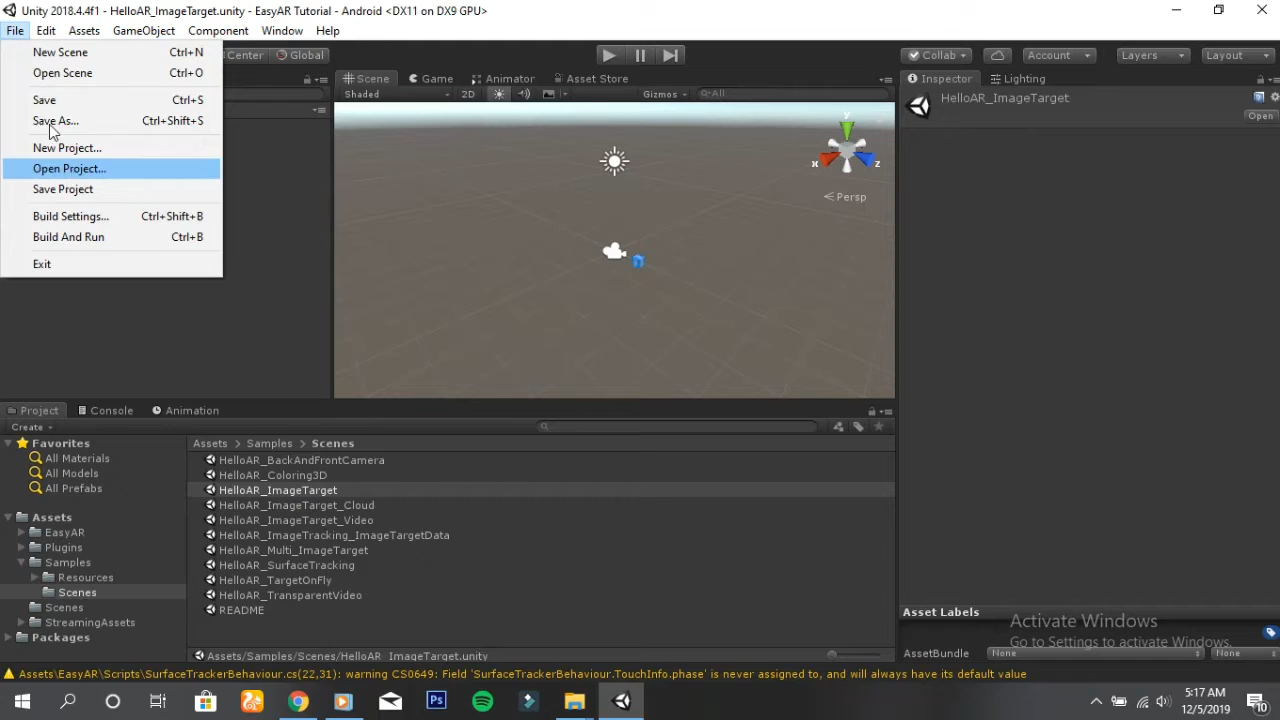 Unity 2018.4.4f1 - HelloAR_ImageTarget.unity - EasyAR Tutorial - Android <DX11 on DX9 GPU>
File Edit Assets GameObject Component Window Help
New Scene Ctrl+N
Open Scene Ctrl+O
Save Ctrl+S
Save As... Ctrl+Shift+S
New Project...
Open Project...
Save Project
Build Settings... Ctrl+Shift+B
Build And Run Ctrl+B
Exit
Center Global
Collab Account Layers Layout
Scene Game Animator Asset Store
Shaded 2D Gizmos All
x y z
Persp
Inspector Lighting
HelloAR_ImageTarget
Open
Project Console Animation
Create
Favorites
All Materials
All Models
All Prefabs
Assets
EasyAR
Plugins
Samples
Resources
Scenes
Scenes
StreamingAssets
Packages
Assets > Samples > Scenes
HelloAR_BackAndFrontCamera
HelloAR_Coloring3D
HelloAR_ImageTarget
HelloAR_ImageTarget_Cloud
HelloAR_ImageTarget_Video
HelloAR_ImageTracking_ImageTargetData
HelloAR_Multi_ImageTarget
HelloAR_SurfaceTracking
HelloAR_TargetOnFly
HelloAR_TransparentVideo
README
Assets/Samples/Scenes/HelloAR_ImageTarget.unity
Asset Labels
Activate Windows
Go to Settings to activate Windows.
AssetBundle None None
Assets\EasyAR\Scripts\SurfaceTrackerBehaviour.cs(22,31): warning CS0649: Field 'SurfaceTrackerBehaviour.TouchInfo.phase' is never assigned to, and will always have its default value
Ps
5:17 AM
12/5/2019
10